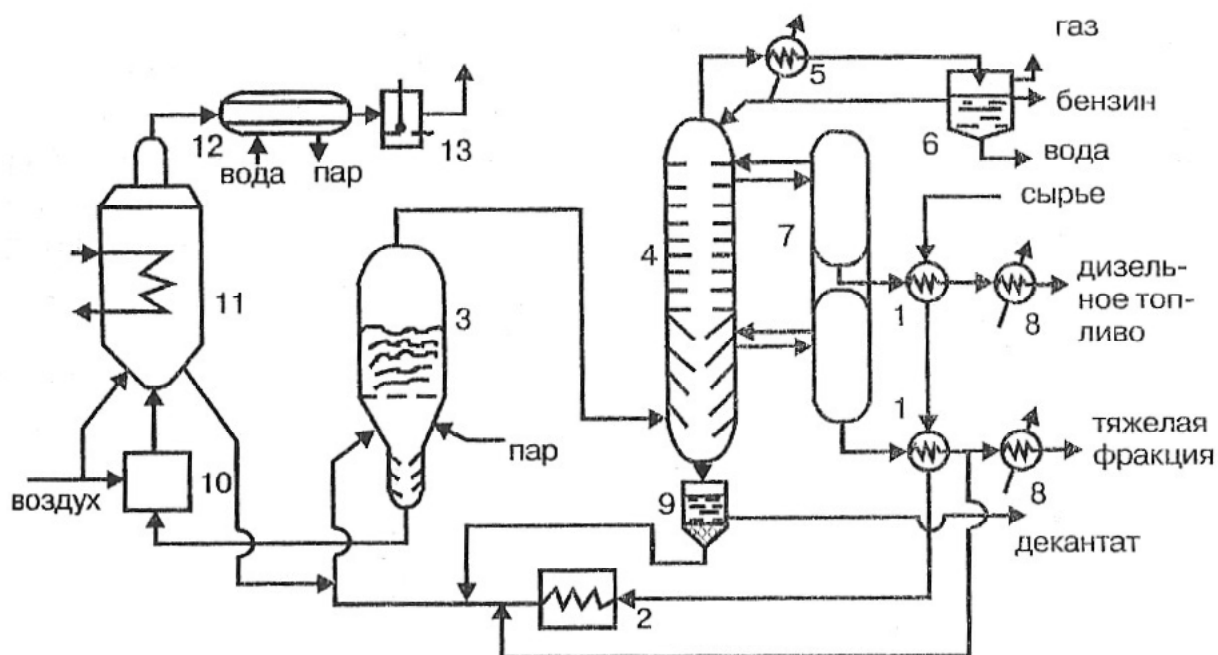 газ
5
бензин
12
13
6
вода
пар
вода
сырье
4
7
11
3
1
8
дизель-
ное топ-
ливо
1
пар
тяжелая
фракция
воздух
10
9
8
декантат
2